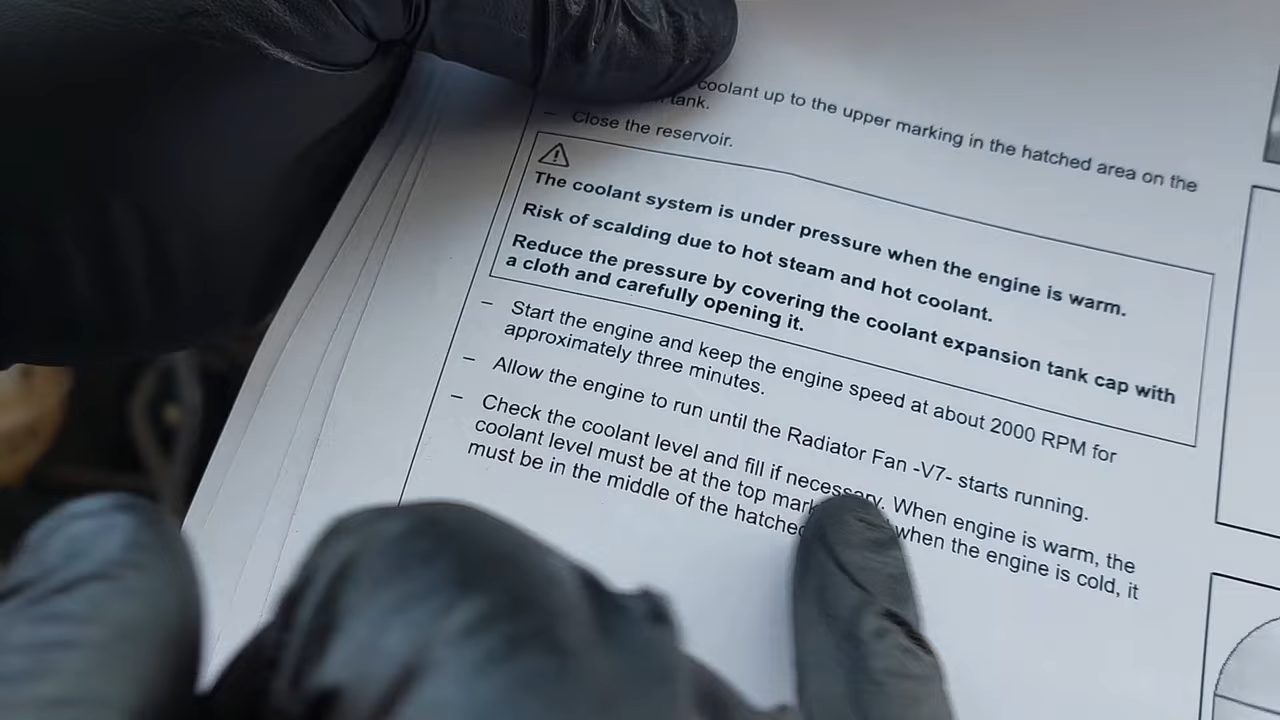 coolant up to the upper marking in the hatched area on the
tank.
– Close the reservoir.
The coolant system is under pressure when the engine is warm.
Risk of scalding due to hot steam and hot coolant.
Reduce the pressure by covering the coolant expansion tank cap with
a cloth and carefully opening it.
– Start the engine and keep the engine speed at about 2000 RPM for
approximately three minutes.
– Allow the engine to run until the Radiator Fan -V7- starts running.
– Check the coolant level and fill if necessary. When engine is warm, the
coolant level must be at the top when the engine is cold, it
must be in the middle of the